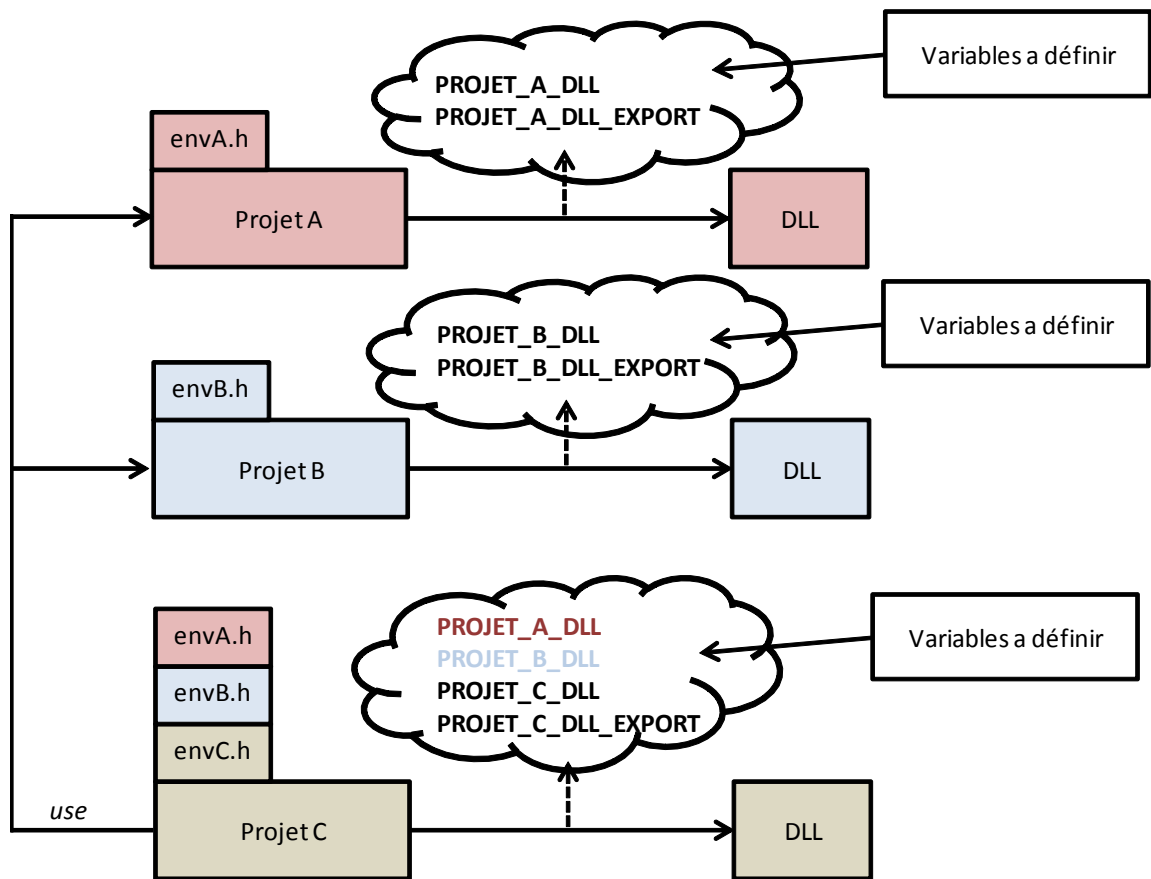 Variables a définir
PROJET_A_DLL
PROJET_A_DLL_EXPORT
envA.h
Projet A
DLL
Variables a définir
PROJET_B_DLL
PROJET_B_DLL_EXPORT
envB.h
Projet B
DLL
Variables a définir
PROJET_A_DLL
PROJET_B_DLL
PROJET_C_DLL
PROJET_C_DLL_EXPORT
envA.h
envB.h
envC.h
use
Projet C
DLL